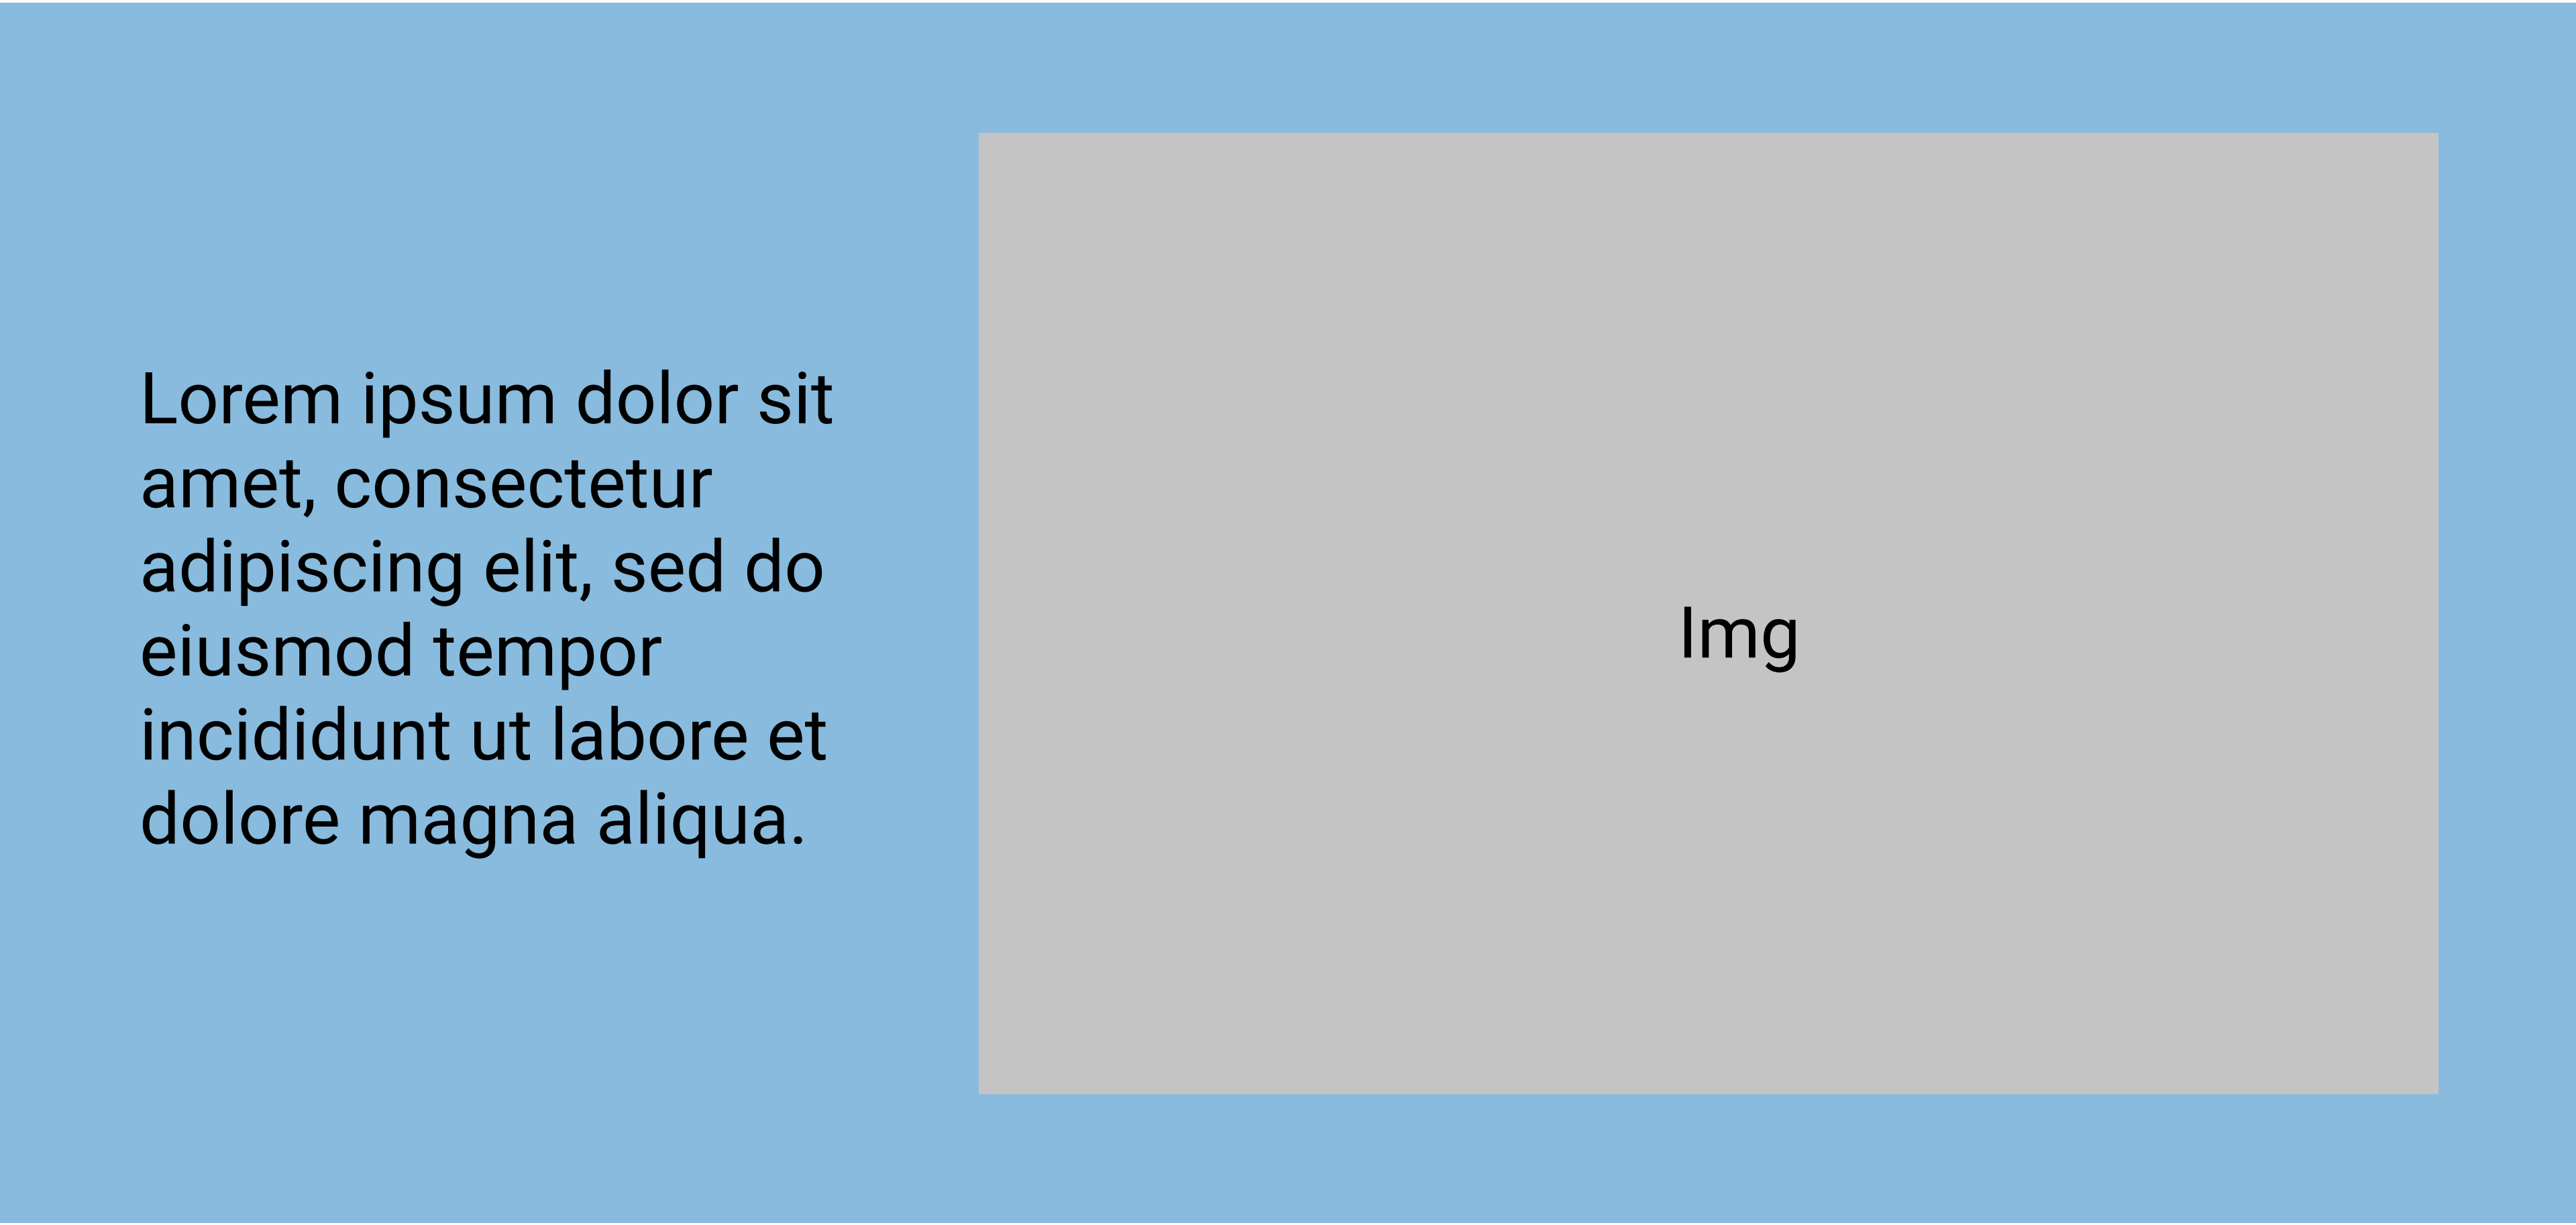 Lorem ipsum dolor sit
amet, consectetur
adipiscing elit, sed do
eiusmod tempor
incididunt ut labore et
dolore magna aliqua.
Img